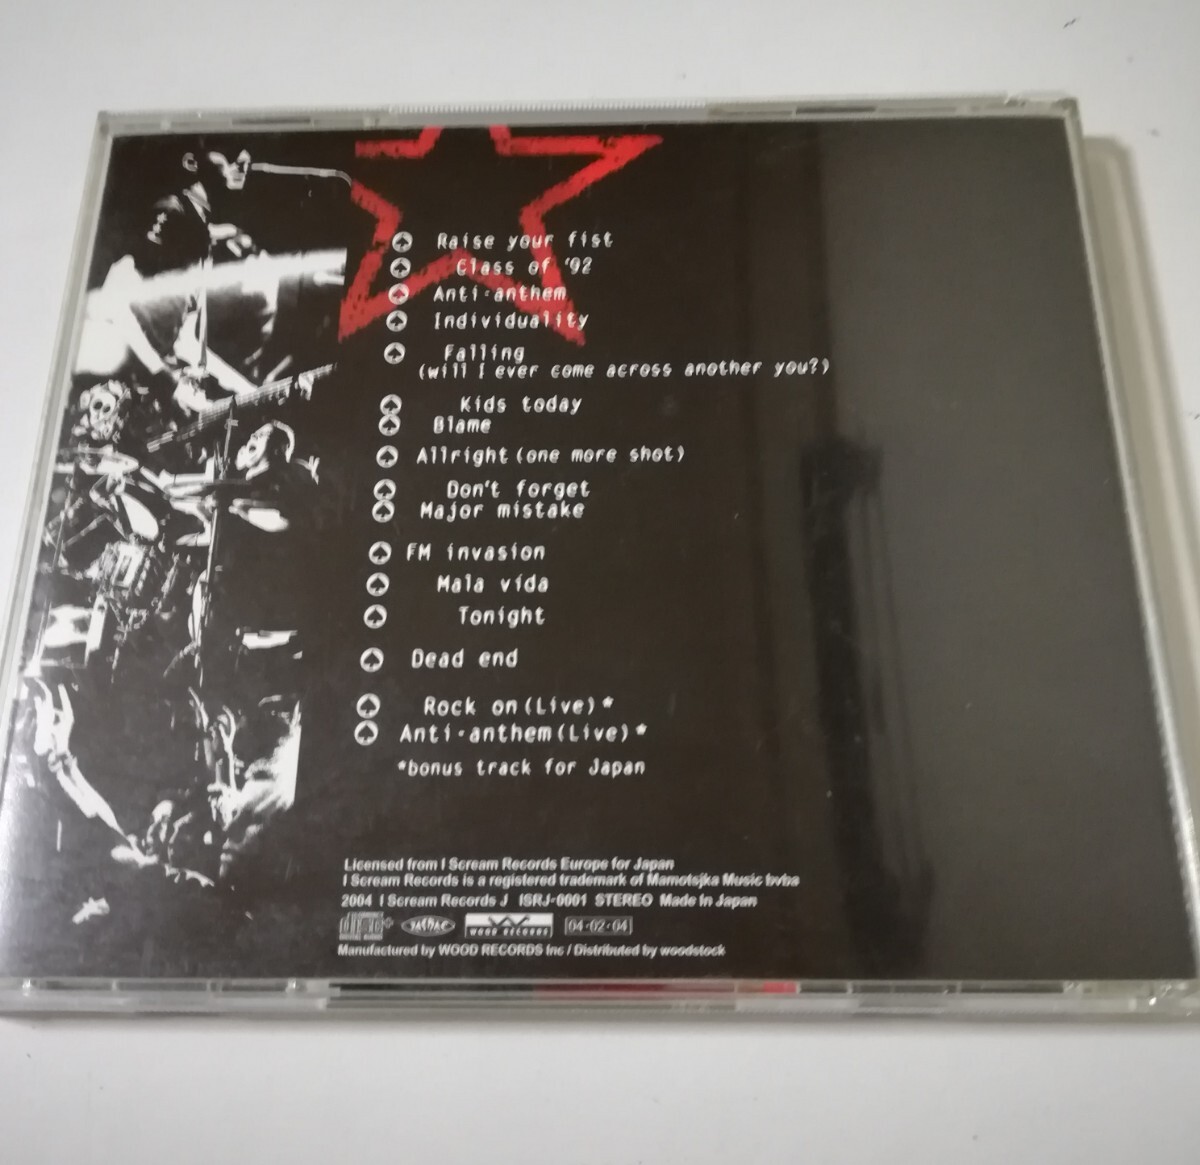 Raise your fist
Class of '92
Anti-anthem
Individuality
Falling
(will I ever come across another you?)
Kids today
Blame
Allright (one more shot)
Don't forget
Major mistake
FM invasion
Mala vida
Tonight
Dead end
Rock on (Live)*
Anti-anthem (Live)*
*bonus track for Japan
Licensed from I Scream Records Europe for Japan
I Scream Records is a registered trademark of Mamotsjka Music bvba
2004 I Scream Records J ISRJ-0001 STEREO Made In Japan
WOOD RECORDS 04·02·04
Manufactured by WOOD RECORDS Inc / Distributed by woodstock